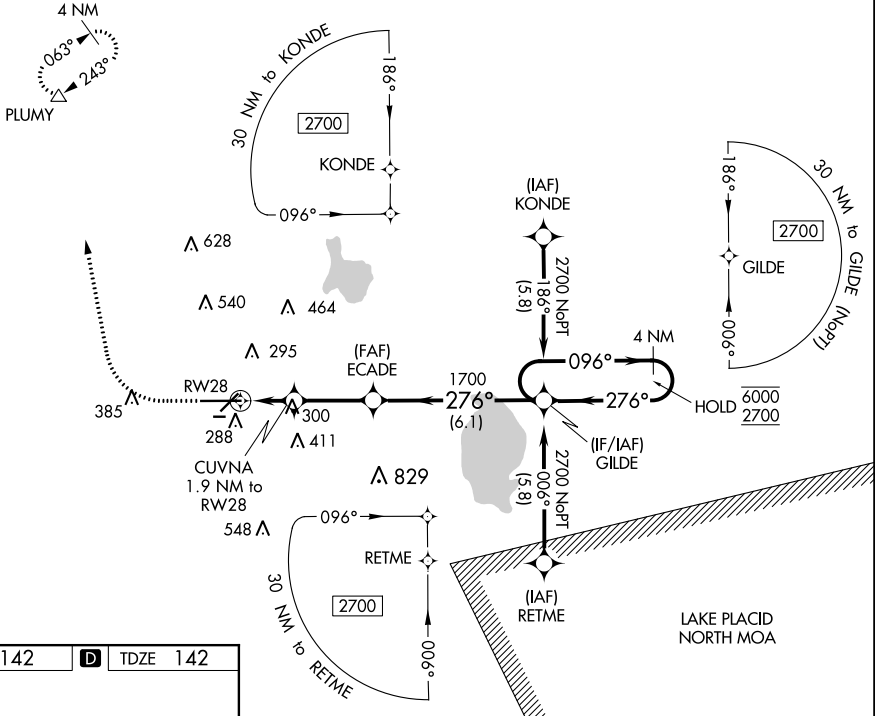 4 NM
063°
243°
PLUMY
30 NM to KONDE
186°
2700
KONDE
096°
628
540
464
295
385
RW28
288
300
411
CUVNA
1.9 NM to
RW28
548
(FAF)
ECADE
1700
276°
(6.1)
829
(IAF)
KONDE
2700 NoPT
186°
(5.8)
4 NM
096°
276°
HOLD
6000
2700
(IF/IAF)
GILDE
2700 NoPT
006°
(5.8)
(IAF)
RETME
186°
30 NM to GILDE (NoPT)
2700
GILDE
006°
096°
RETME
2700
30 NM to RETME
006°
LAKE PLACID
NORTH MOA
142
D
TDZE 142